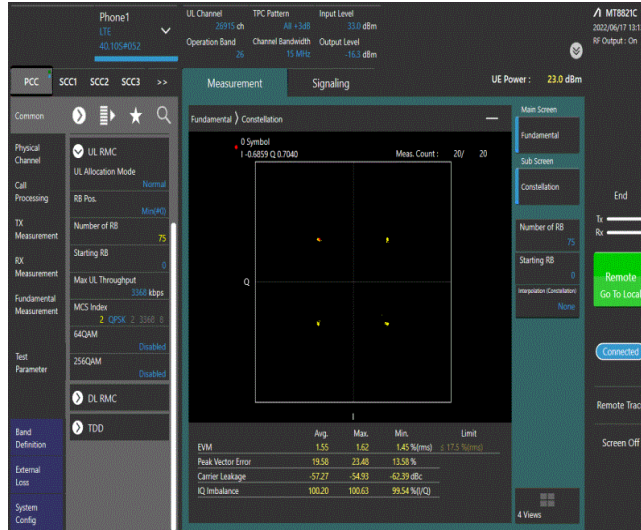 Phone1
LTE
40.10S#052
UL Channel TPC Pattern Input Level
26915 ch All +3dB 33.0 dBm
Operation Band Channel Bandwidth Output Level
26 15 MHz -16.3 dBm
MT8821C
2022/06/17 13:1
RF Output : On
PCC SCC1 SCC2 SCC3 >>
Measurement Signaling UE Power : 23.0 dBm
Common
Physical
Channel
Call
Processing
TX
Measurement
RX
Measurement
Fundamental
Measurement
Test
Parameter
Band
Definition
External
Loss
System
Config
UL RMC
UL Allocation Mode
Normal
RB Pos.
Min(#0)
Number of RB
75
Starting RB
0
Max UL Throughput
3368 kbps
MCS Index
2 QPSK 2 3368 8
64QAM
Disabled
256QAM
Disabled
DL RMC
TDD
Fundamental Constellation
0 Symbol
I -0.6859 Q 0.7040 Meas. Count : 20/ 20
Q
I
Avg. Max. Min. Limit
EVM 1.55 1.62 1.45 %(rms) ≤ 17.5 %(rms)
Peak Vector Error 19.58 23.48 13.58 %
Carrier Leakage -57.27 -54.93 -62.39 dBc
IQ Imbalance 100.20 100.63 99.54 %(I/Q)
Main Screen
Fundamental
Sub Screen
Constellation
Number of RB
75
Starting RB
0
Interpolation (Constellation)
None
4 Views
End
Tx
Rx
Remote
Go To Local
Connected
Remote Trac
Screen Off